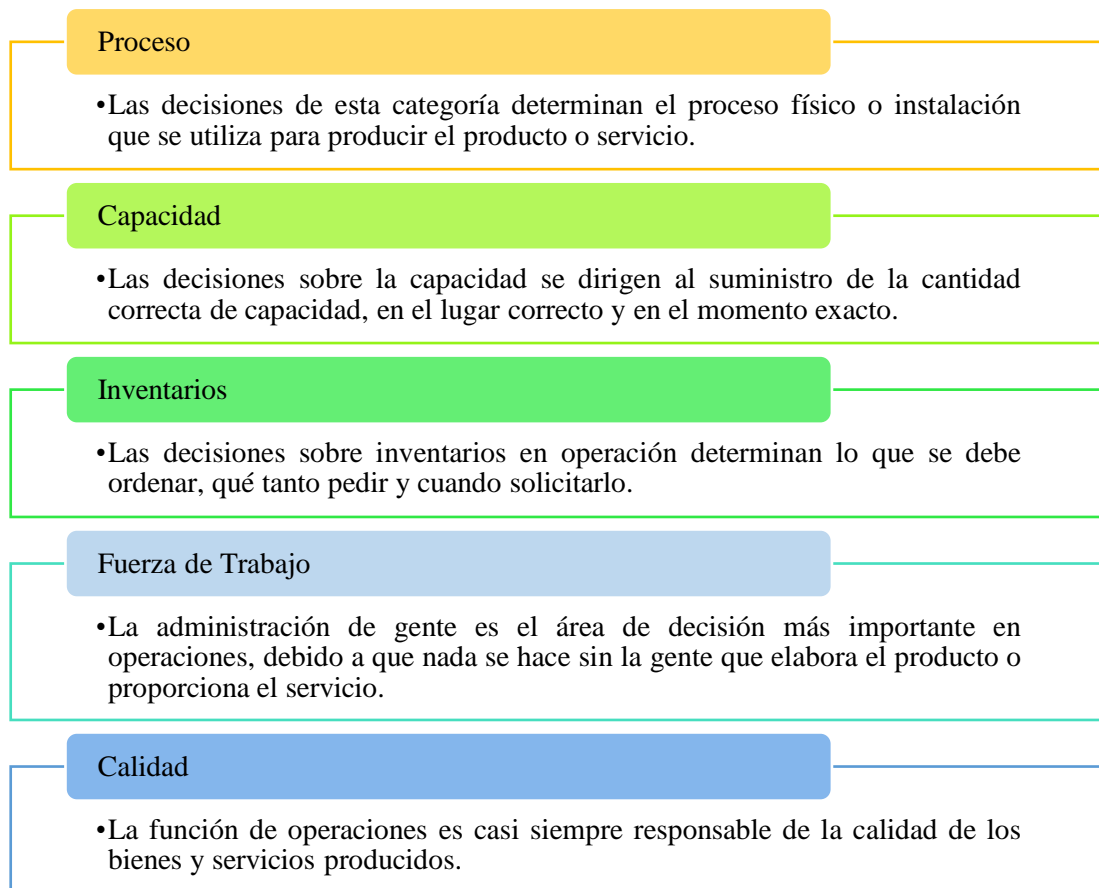 Proceso
•Las decisiones de esta categoría determinan el proceso físico o instalación
que se utiliza para producir el producto o servicio.
Capacidad
•Las decisiones sobre la capacidad se dirigen al suministro de la cantidad
correcta de capacidad, en el lugar correcto y en el momento exacto.
Inventarios
•Las decisiones sobre inventarios en operación determinan lo que se debe
ordenar, qué tanto pedir y cuando solicitarlo.
Fuerza de Trabajo
•La administración de gente es el área de decisión más importante en
operaciones, debido a que nada se hace sin la gente que elabora el producto o
proporciona el servicio.
Calidad
•La función de operaciones es casi siempre responsable de la calidad de los
bienes y servicios producidos.